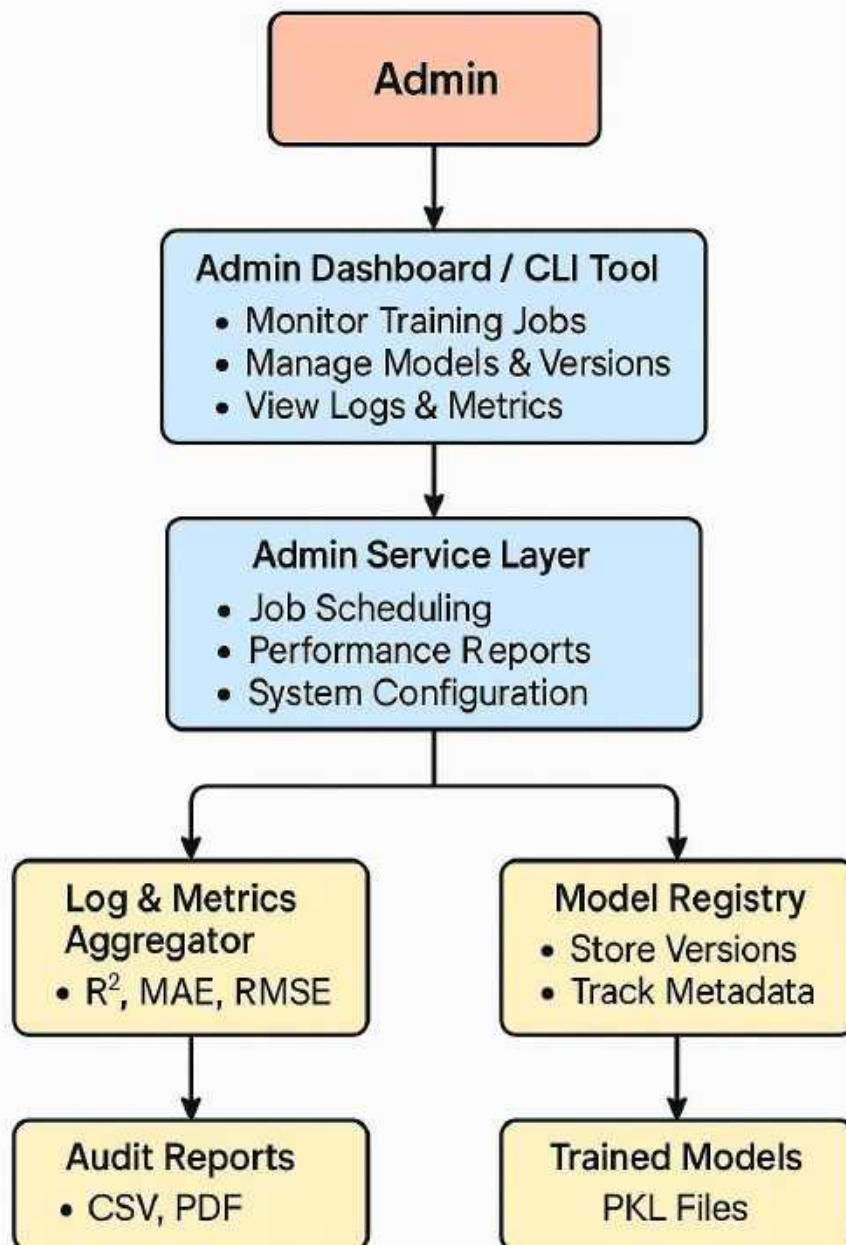 Admin
Admin Dashboard / CLI Tool
• Monitor Training Jobs
• Manage Models & Versions
• View Logs & Metrics
Admin Service Layer
• Job Scheduling
• Performance Reports
• System Configuration
Log & Metrics
Aggregator
• R², MAE, RMSE
Model Registry
• Store Versions
• Track Metadata
Audit Reports
• CSV, PDF
Trained Models
PKL Files